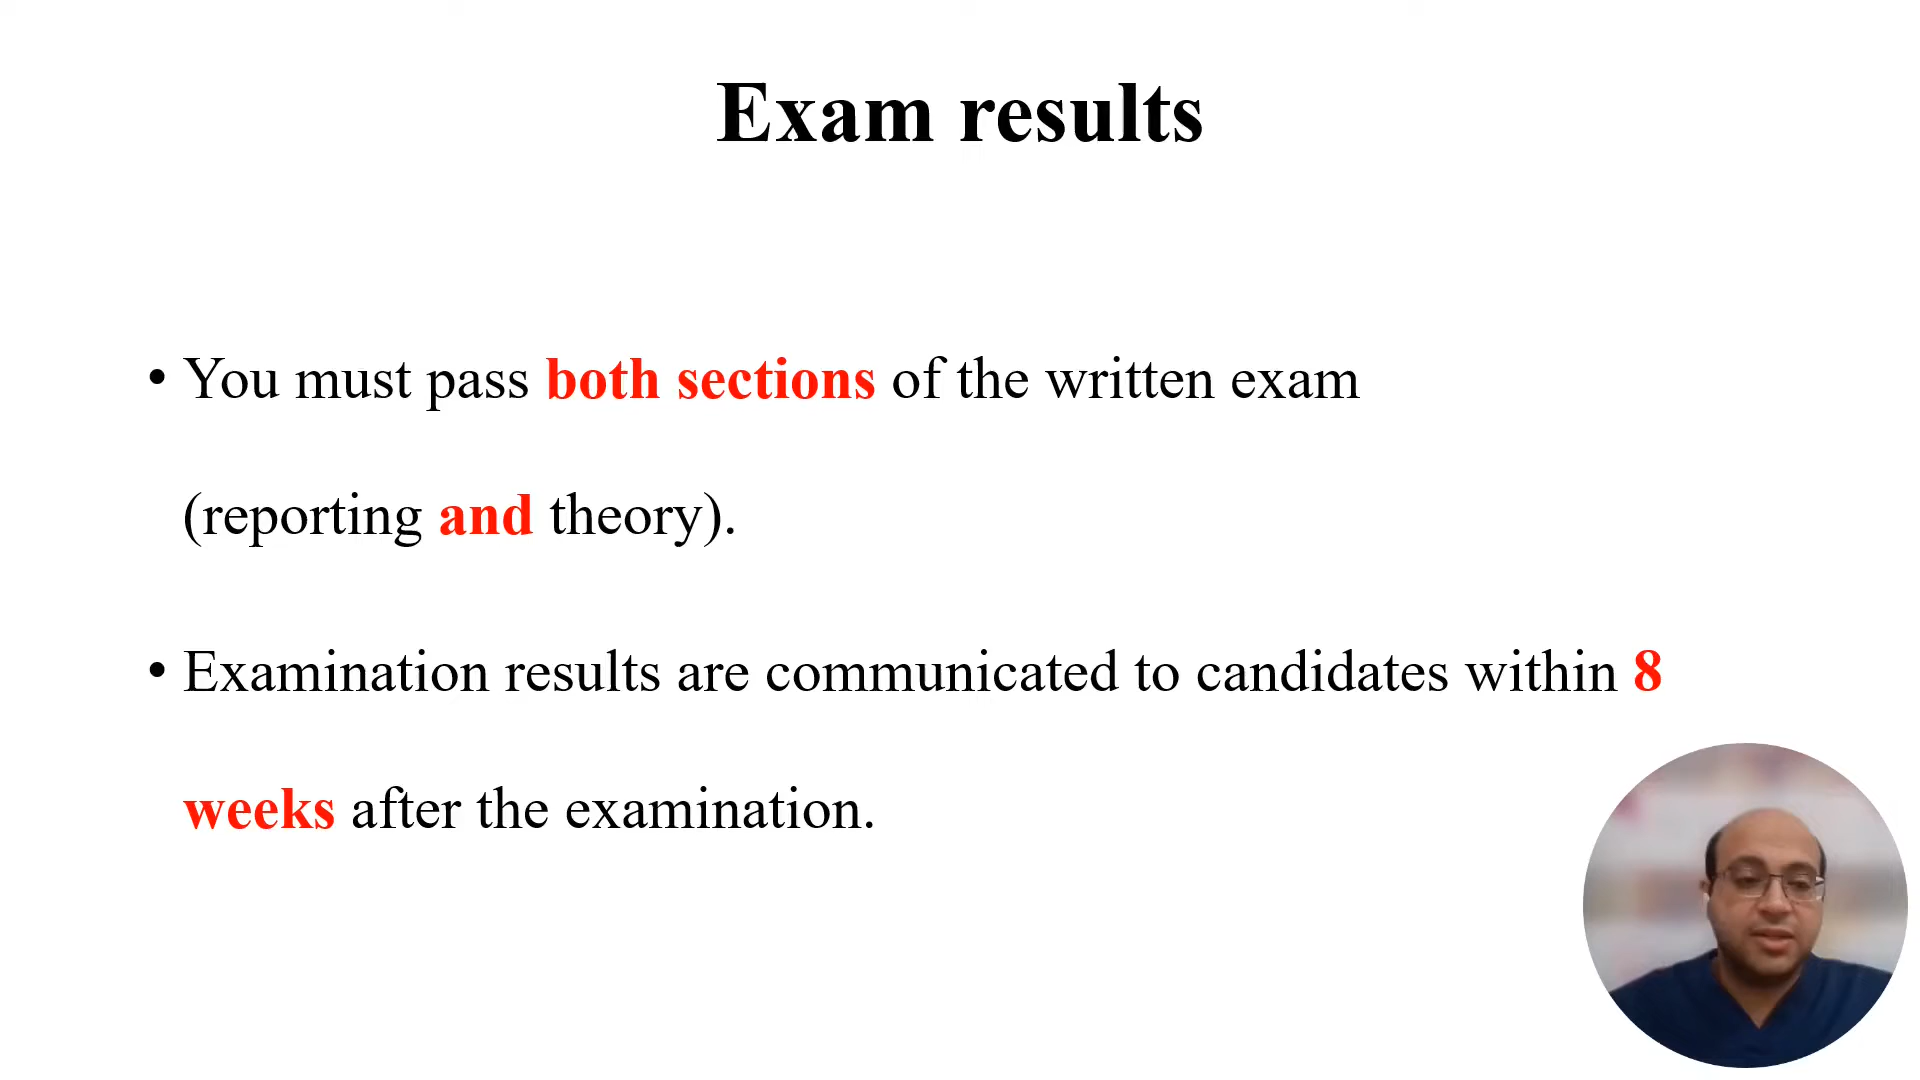 Exam results
• You must pass both sections of the written exam
(reporting and theory).
• Examination results are communicated to candidates within 8
weeks after the examination.